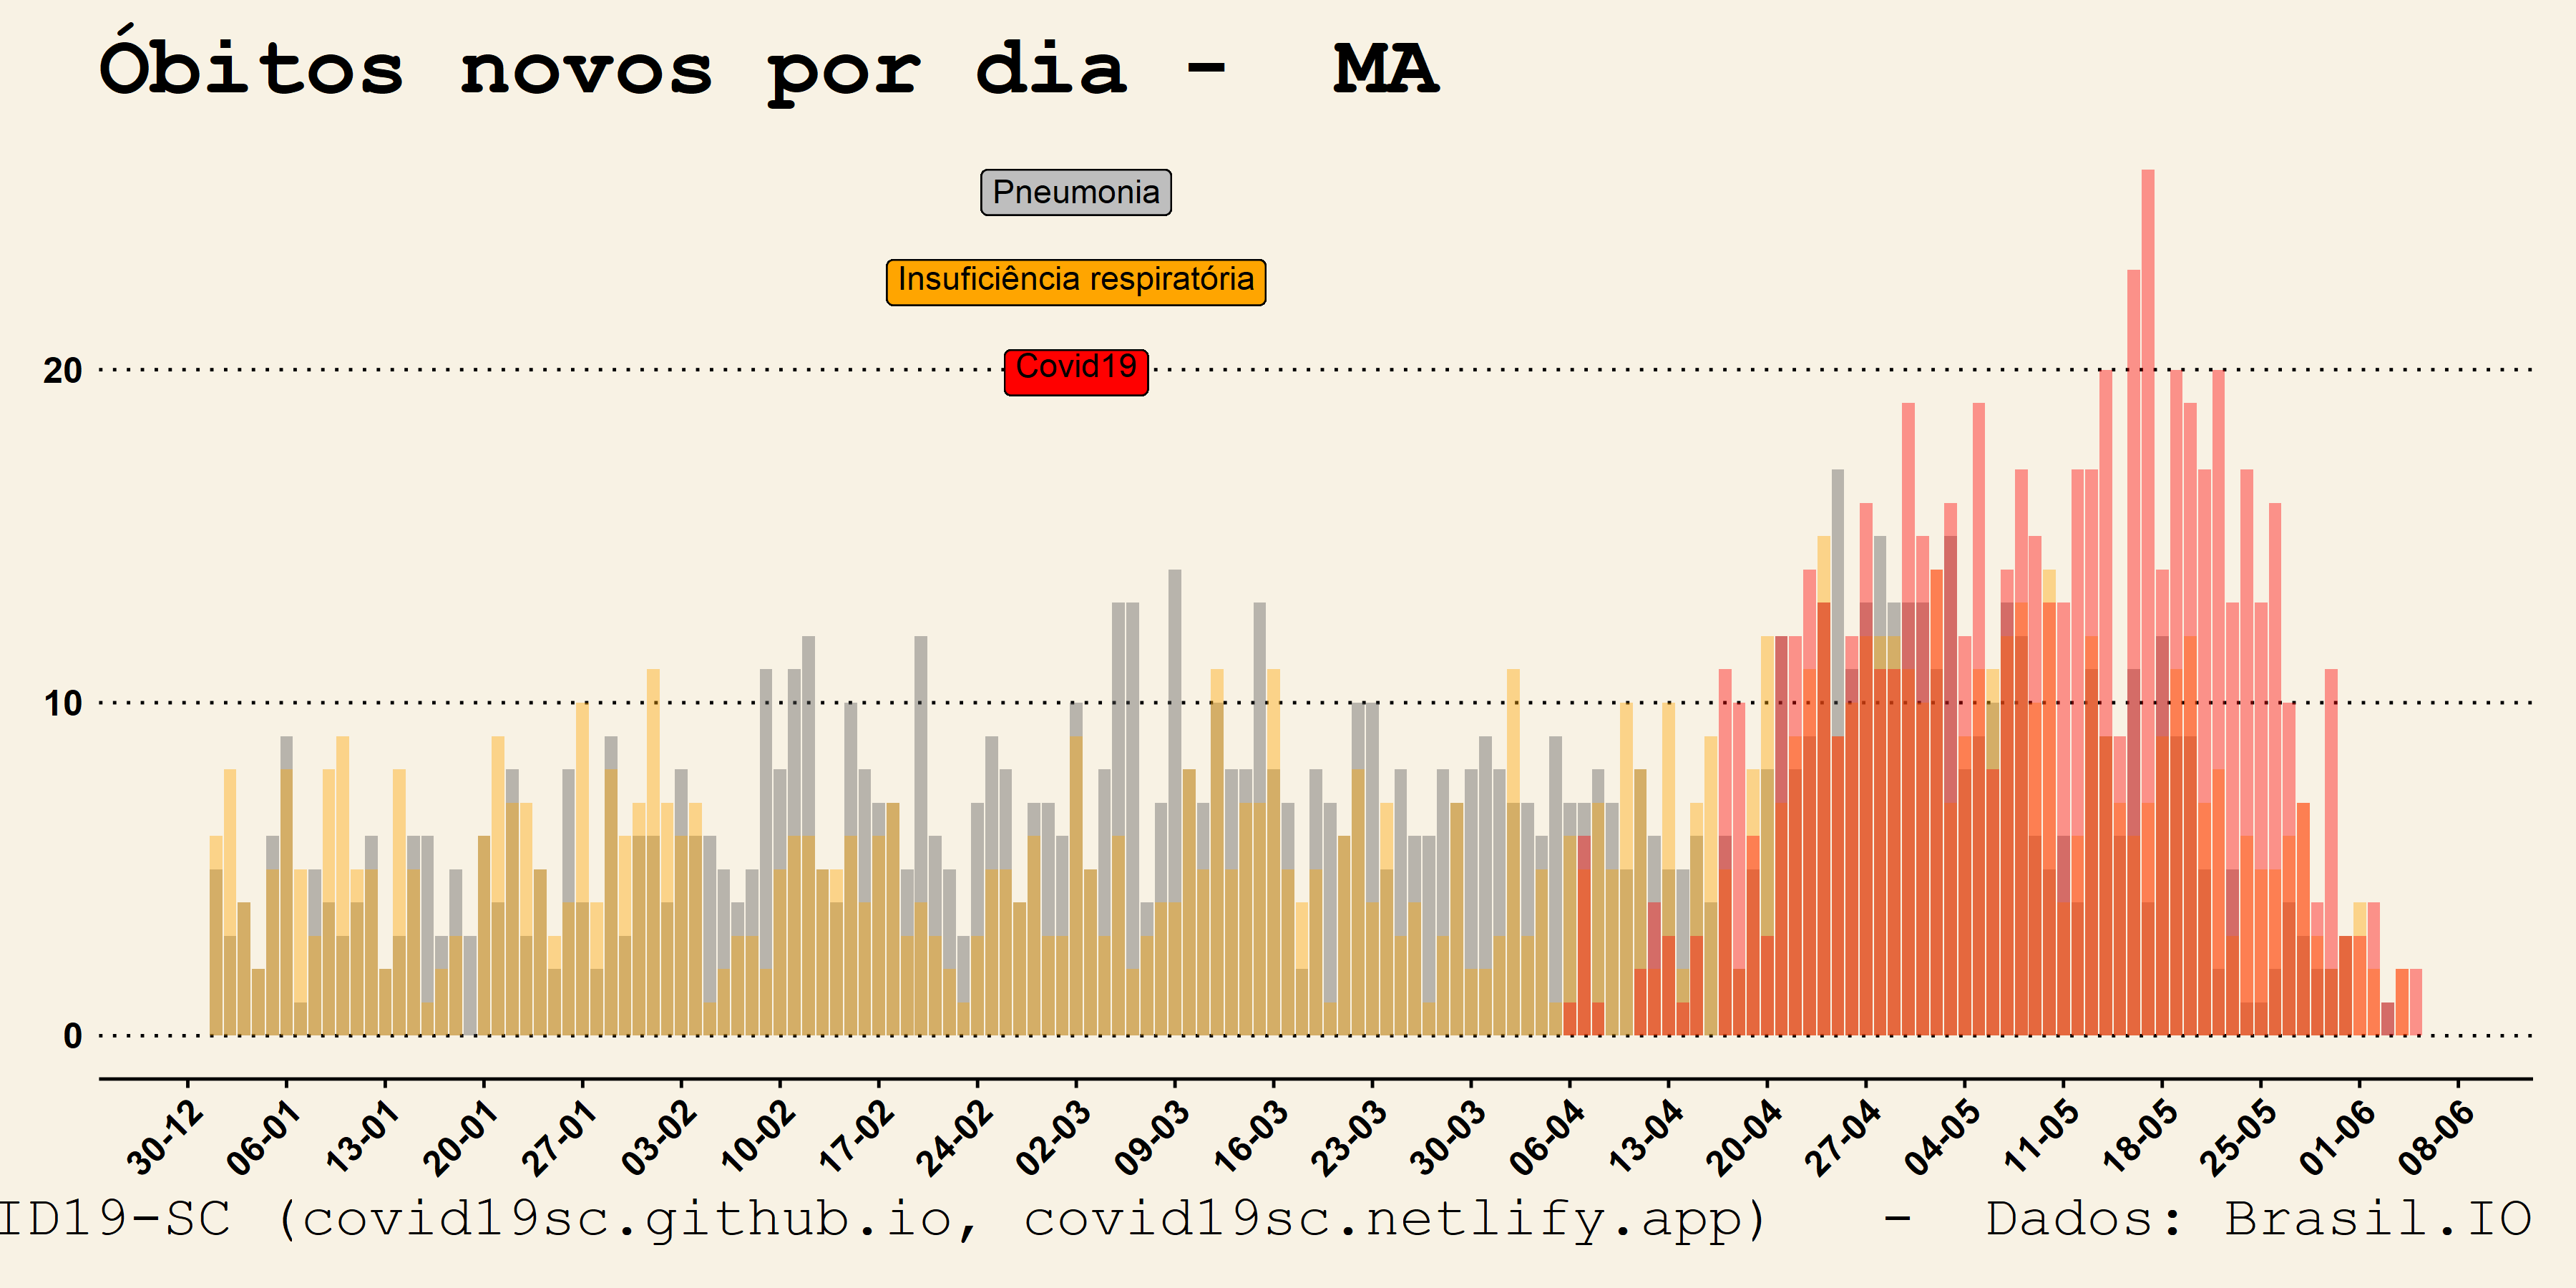 Óbitos novos por dia -  MA
Pneumonia
Insuficiência respiratória
Covid19
20
10
0
30-12 06-01 13-01 20-01 27-01 03-02 10-02 17-02 24-02 02-03 09-03 16-03 23-03 30-03 06-04 13-04 20-04 27-04 04-05 11-05 18-05 25-05 01-06 08-06
ID19-SC (covid19sc.github.io, covid19sc.netlify.app)  -  Dados: Brasil.IO